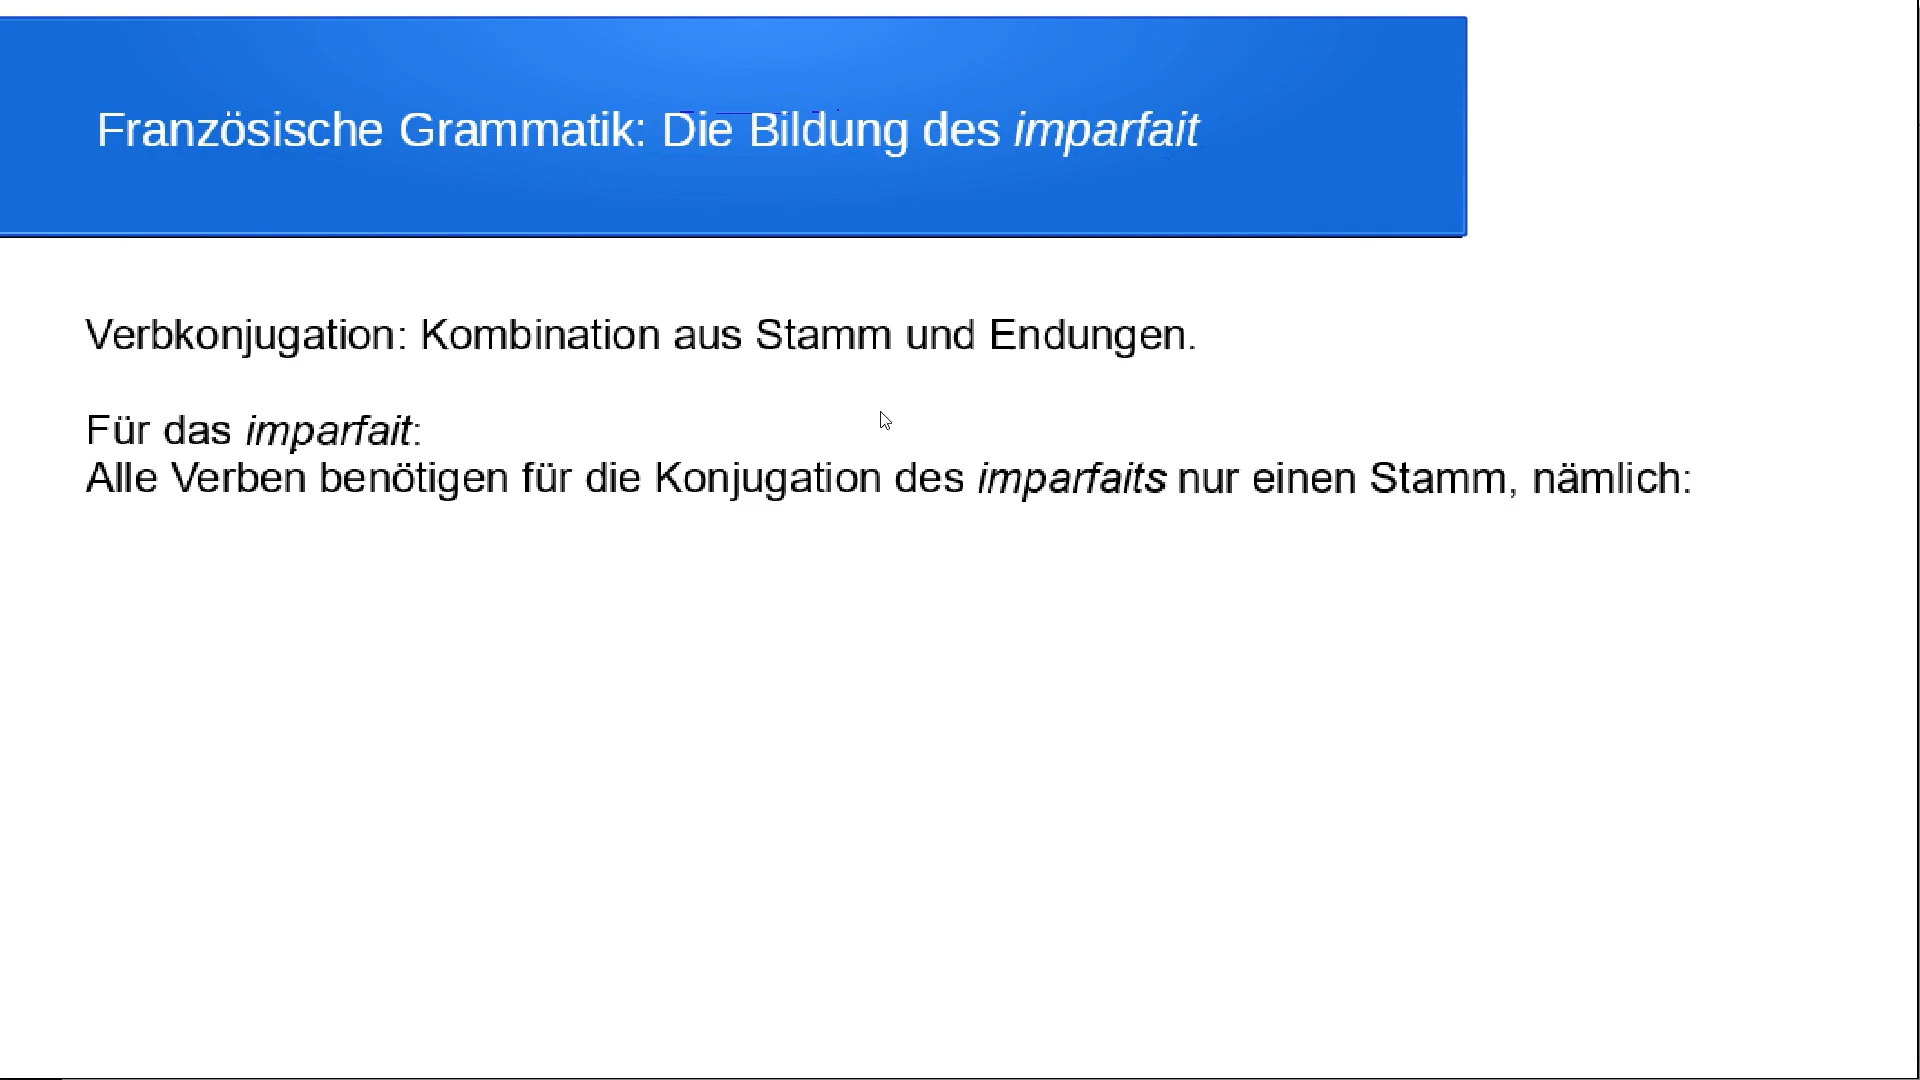 Französische Grammatik: Die Bildung des imparfait
Verbkonjugation: Kombination aus Stamm und Endungen.
Für das imparfait:
Alle Verben benötigen für die Konjugation des imparfaits nur einen Stamm, nämlich: